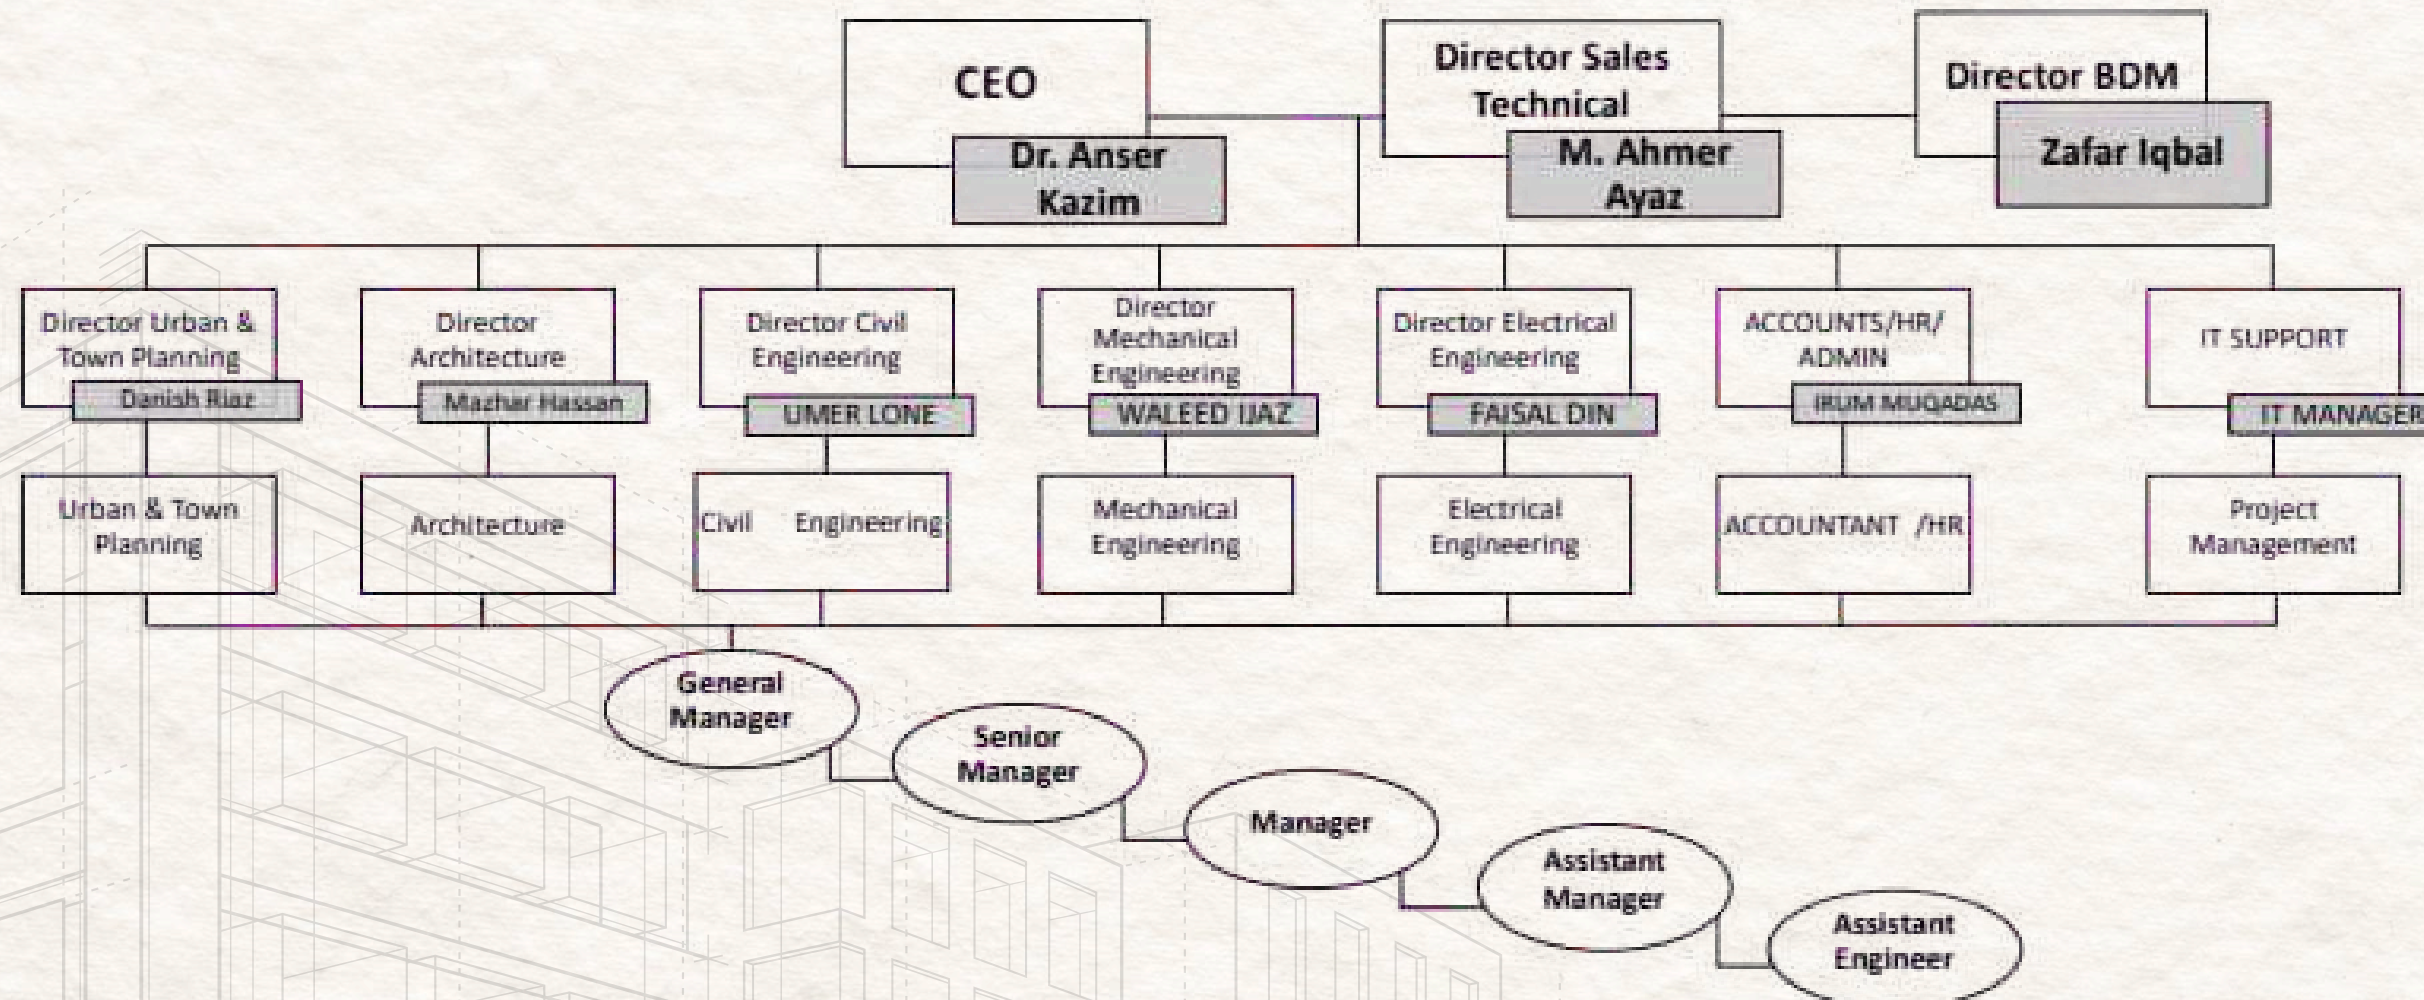 CEO
Dr. Anser
Kazim
Director Sales
Technical
M. Ahmer
Ayaz
Director BDM
Zafar Iqbal
Director Urban &
Town Planning
Danish Riaz
Director
Architecture
Mazhar Hassan
Director Civil
Engineering
UMER LONE
Director
Mechanical
Engineering
WALEED IJAZ
Director Electrical
Engineering
FAISAL DIN
ACCOUNTS/HR/
ADMIN
IRUM MUQADAS
IT SUPPORT
IT MANAGER
Urban & Town
Planning
Architecture
Civil Engineering
Mechanical
Engineering
Electrical
Engineering
ACCOUNTANT /HR
Project
Management
General
Manager
Senior
Manager
Manager
Assistant
Manager
Assistant
Engineer